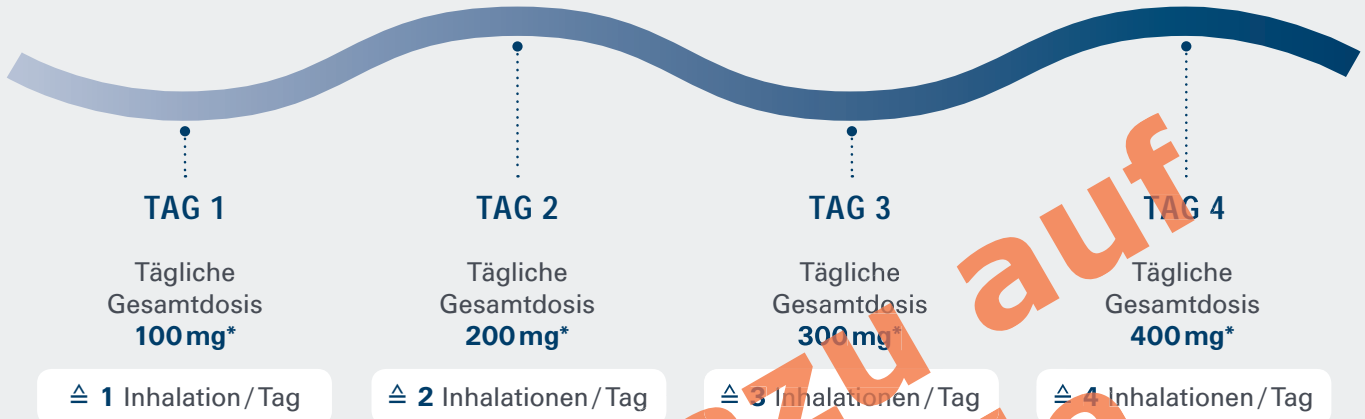 TAG 1
Tägliche
Gesamtdosis
100 mg*
≙ 1 Inhalation / Tag
TAG 2
Tägliche
Gesamtdosis
200 mg*
≙ 2 Inhalationen / Tag
TAG 3
Tägliche
Gesamtdosis
300 mg*
≙ 3 Inhalationen / Tag
TAG 4
Tägliche
Gesamtdosis
400 mg*
≙ 4 Inhalationen / Tag
auf